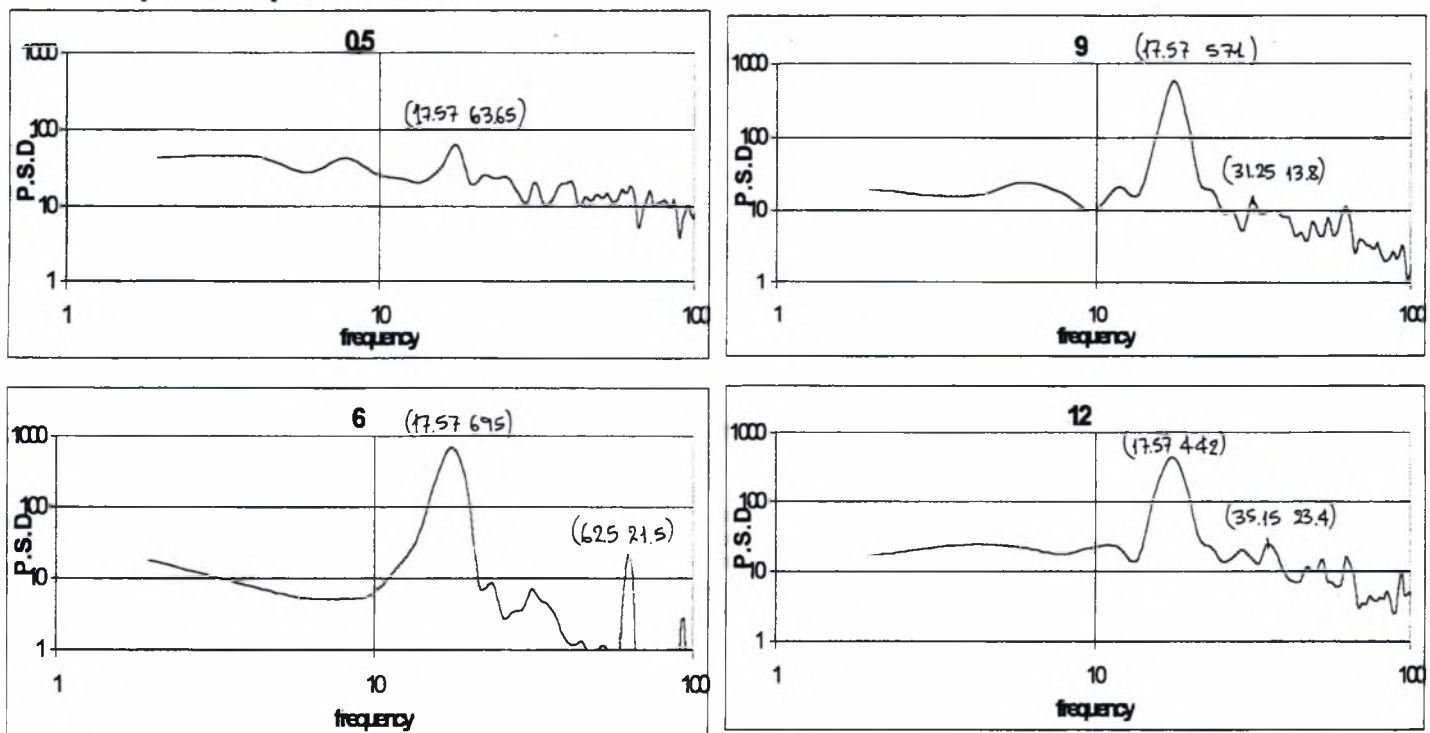 0.5
1000
(17.57 63.65)
100
P.S.D.
10
1
1 10 100
frequency
9 (17.57 571)
1000
100
P.S.D.
(31.25 13.8)
10
1
1 10 100
frequency
6 (17.57 695)
1000
100
P.S.D.
(62.5 21.5)
10
1
1 10 100
frequency
12
1000
(17.57 442)
100
P.S.D.
(35.15 23.4)
10
1
1 10 100
frequency